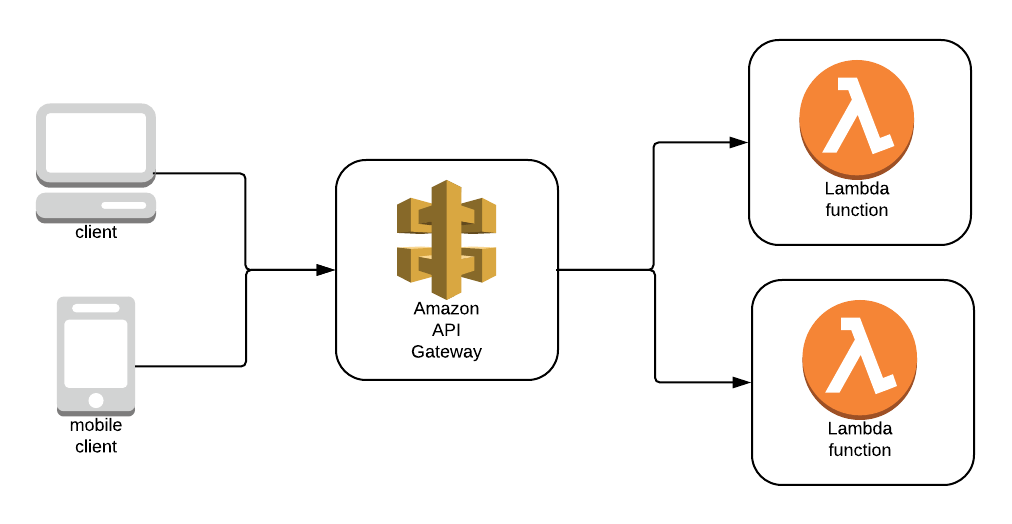 client
mobile
client
Amazon
API
Gateway
Lambda
function
Lambda
function